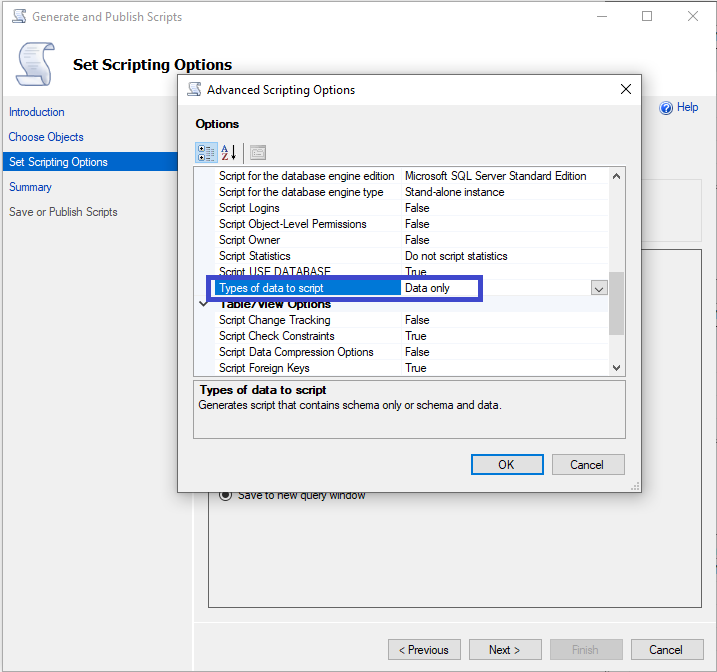 Generate and Publish Scripts
Set Scripting Options
Introduction
Choose Objects
Set Scripting Options
Summary
Save or Publish Scripts
Help
Advanced Scripting Options
Options
Script for the database engine edition Microsoft SQL Server Standard Edition
Script for the database engine type Stand-alone instance
Script Logins False
Script Object-Level Permissions False
Script Owner False
Script Statistics Do not script statistics
Script USE DATABASE True
Types of data to script Data only
Table/View Options
Script Change Tracking False
Script Check Constraints True
Script Data Compression Options False
Script Foreign Keys True
Types of data to script
Generates script that contains schema only or schema and data.
OK Cancel
Save to new query window
< Previous Next > Finish Cancel